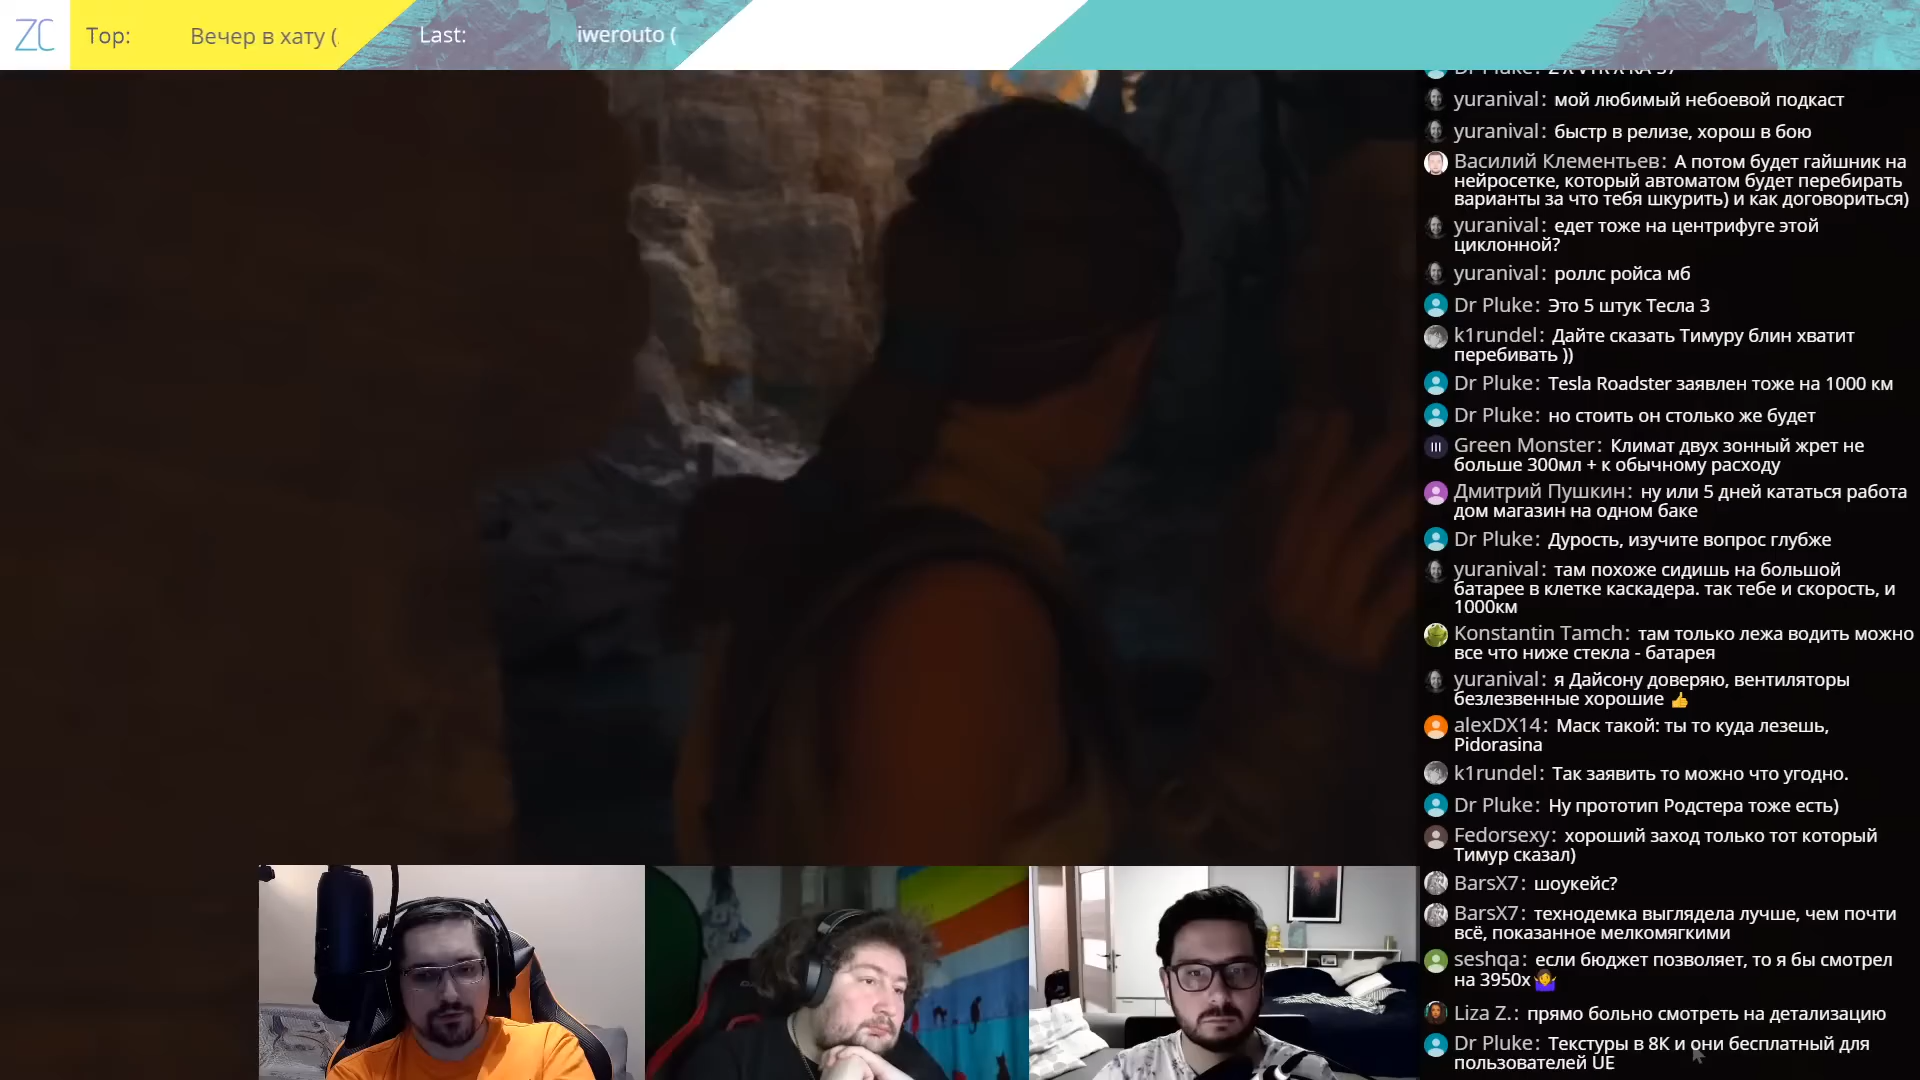 ZC
Top:
Вечер в хату (
Last:
iwerouto (
yuranival: мой любимый небоевой подкаст
yuranival: быстр в релизе, хорош в бою
Василий Клементьев: А потом будет гайшник на
нейросетке, который автоматом будет перебирать
варианты за что тебя шкурить) и как договориться)
yuranival: едет тоже на центрифуге этой
циклонной?
yuranival: роллс ройса мб
Dr Pluke: Это 5 штук Тесла 3
k1rundel: Дайте сказать Тимуру блин хватит
перебивать ))
Dr Pluke: Tesla Roadster заявлен тоже на 1000 км
Dr Pluke: но стоить он столько же будет
Green Monster: Климат двух зонный жрет не
больше 300мл + к обычному расходу
Дмитрий Пушкин: ну или 5 дней кататься работа
дом магазин на одном баке
Dr Pluke: Дурость, изучите вопрос глубже
yuranival: там похоже сидишь на большой
батарее в клетке каскадера. так тебе и скорость, и
1000км
Konstantin Tamch: там только лежа водить можно
все что ниже стекла - батарея
yuranival: я Дайсону доверяю, вентиляторы
безлезвенные хорошие 👍
alexDX14: Маск такой: ты то куда лезешь,
Pidorasina
k1rundel: Так заявить то можно что угодно.
Dr Pluke: Ну прототип Родстера тоже есть)
Fedorsexy: хороший заход только тот который
Тимур сказал)
BarsX7: шоукейс?
BarsX7: технодемка выглядела лучше, чем почти
всё, показанное мелкомягкими
seshqa: если бюджет позволяет, то я бы смотрел
на 3950х🤷‍♀️
Liza Z.: прямо больно смотреть на детализацию
Dr Pluke: Текстуры в 8К и они бесплатный для
пользователей UE